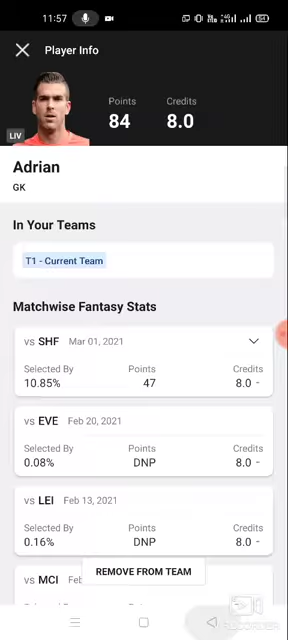 11:57
54
Player Info
Points
Credits
84
8.0
LIV
Adrian
GK
In Your Teams
T1 - Current Team
Matchwise Fantasy Stats
vs SHF Mar 01, 2021
Selected By Points Credits
10.85% 47 8.0 -
vs EVE Feb 20, 2021
Selected By Points Credits
0.08% DNP 8.0 -
vs LEI Feb 13, 2021
Selected By Points Credits
0.16% DNP 8.0 -
vs MCI Feb
REMOVE FROM TEAM
RECORDER